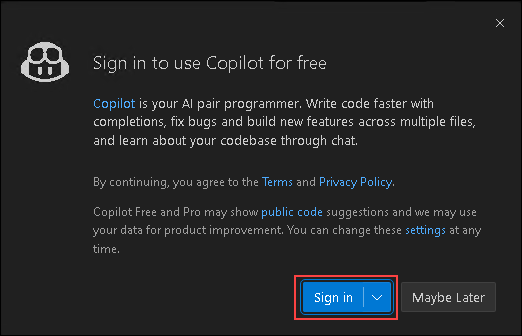 Sign in to use Copilot for free
Copilot is your AI pair programmer. Write code faster with
completions, fix bugs and build new features across multiple files,
and learn about your codebase through chat.
By continuing, you agree to the Terms and Privacy Policy.
Copilot Free and Pro may show public code suggestions and we may use
your data for product improvement. You can change these settings at any
time.
Sign in
Maybe Later